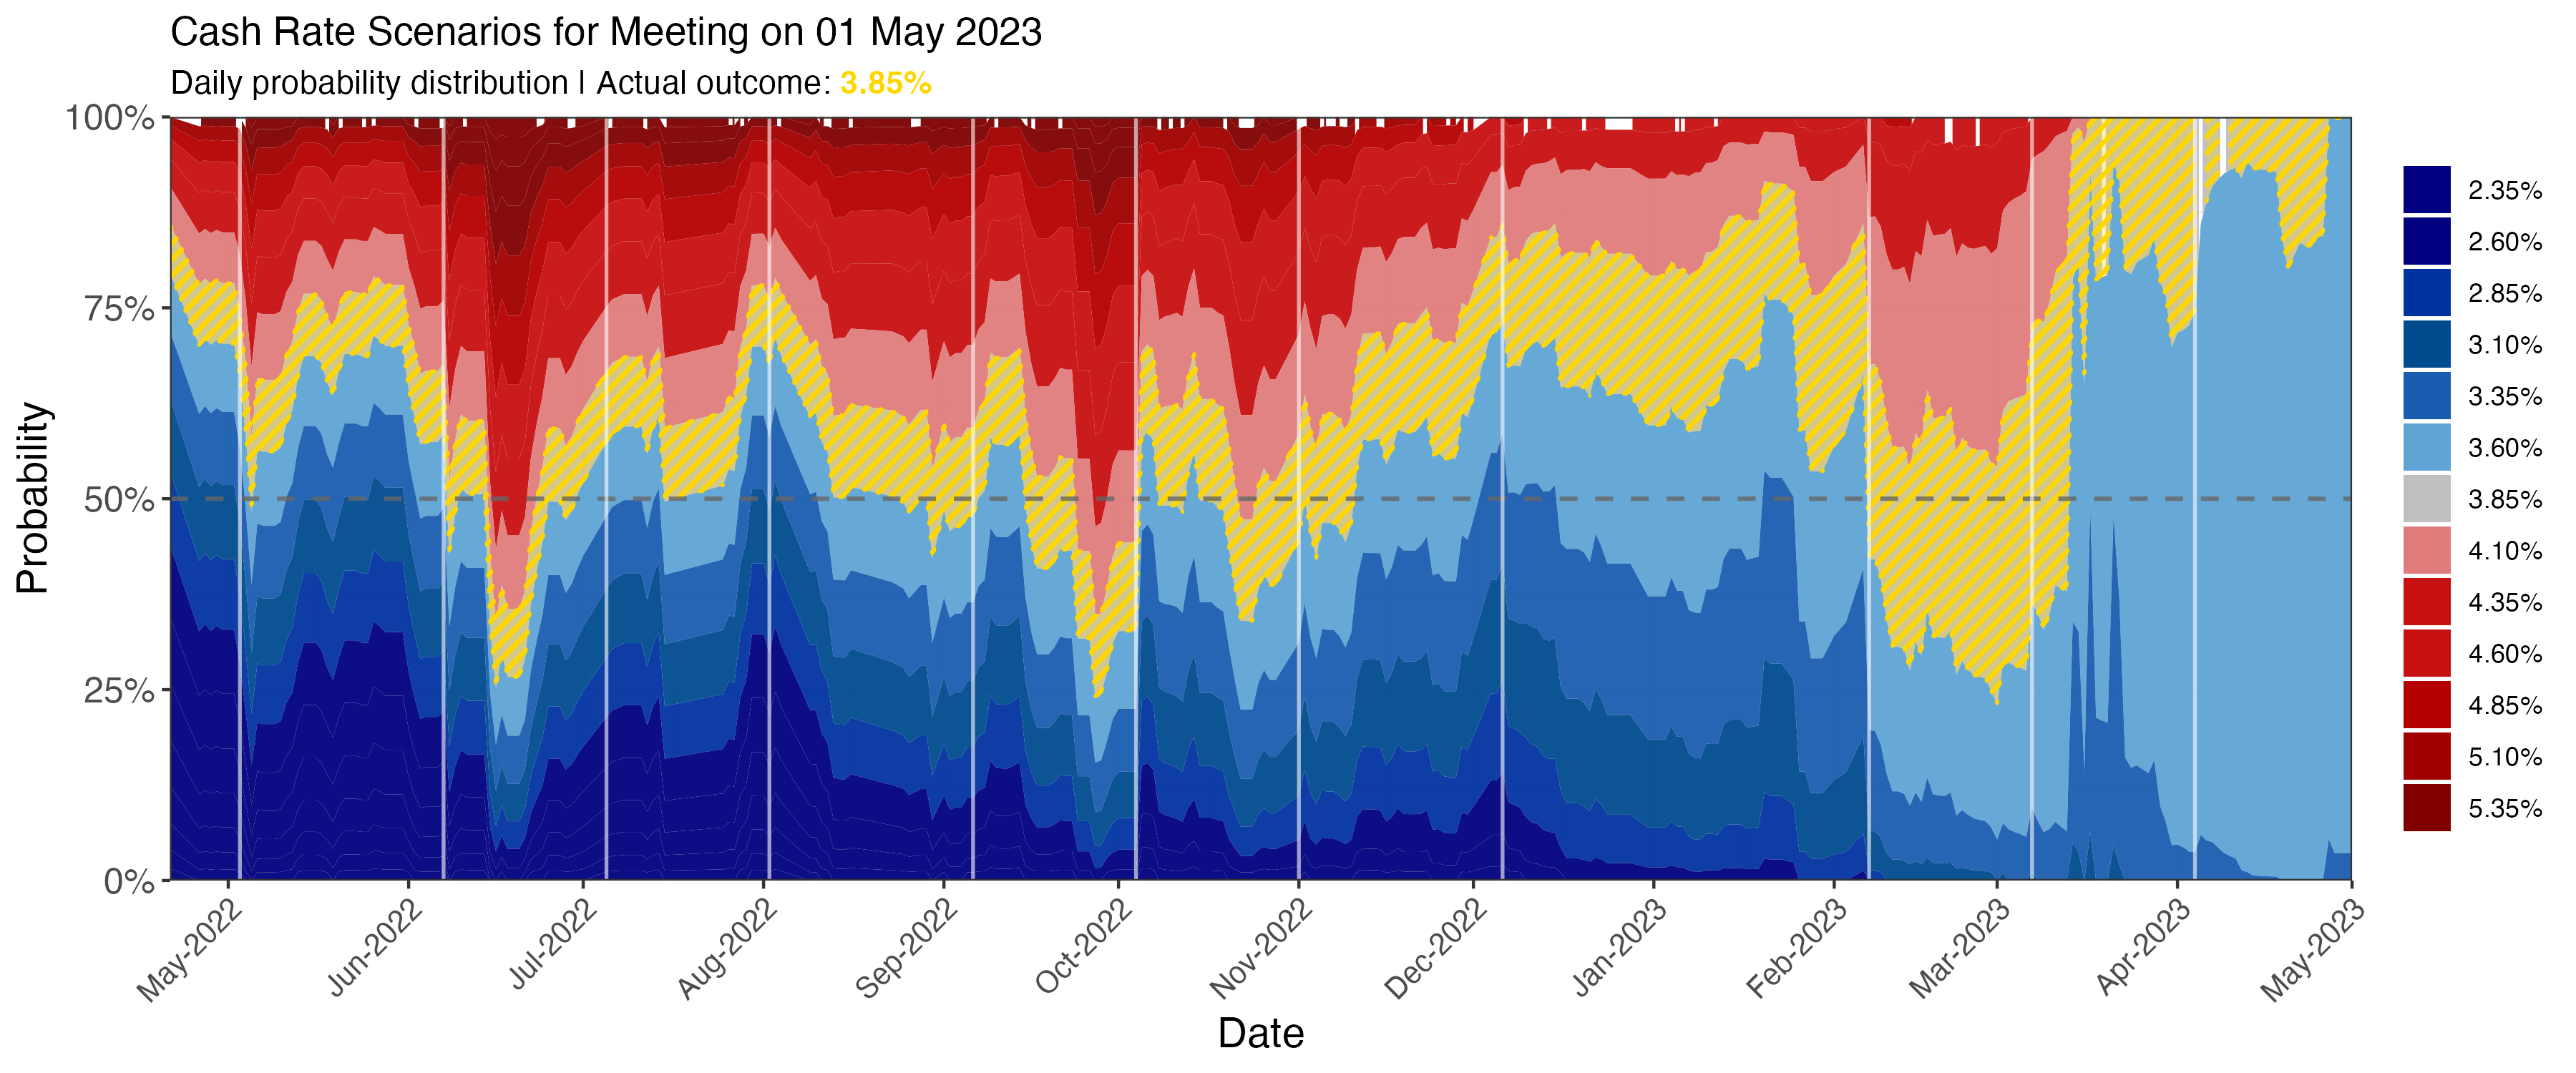 Cash Rate Scenarios for Meeting on 01 May 2023
Daily probability distribution | Actual outcome: 3.85%
Probability
100%
75%
50%
25%
0%
May-2022
Jun-2022
Jul-2022
Aug-2022
Sep-2022
Oct-2022
Nov-2022
Dec-2022
Jan-2023
Feb-2023
Mar-2023
Apr-2023
May-2023
Date
2.35%
2.60%
2.85%
3.10%
3.35%
3.60%
3.85%
4.10%
4.35%
4.60%
4.85%
5.10%
5.35%